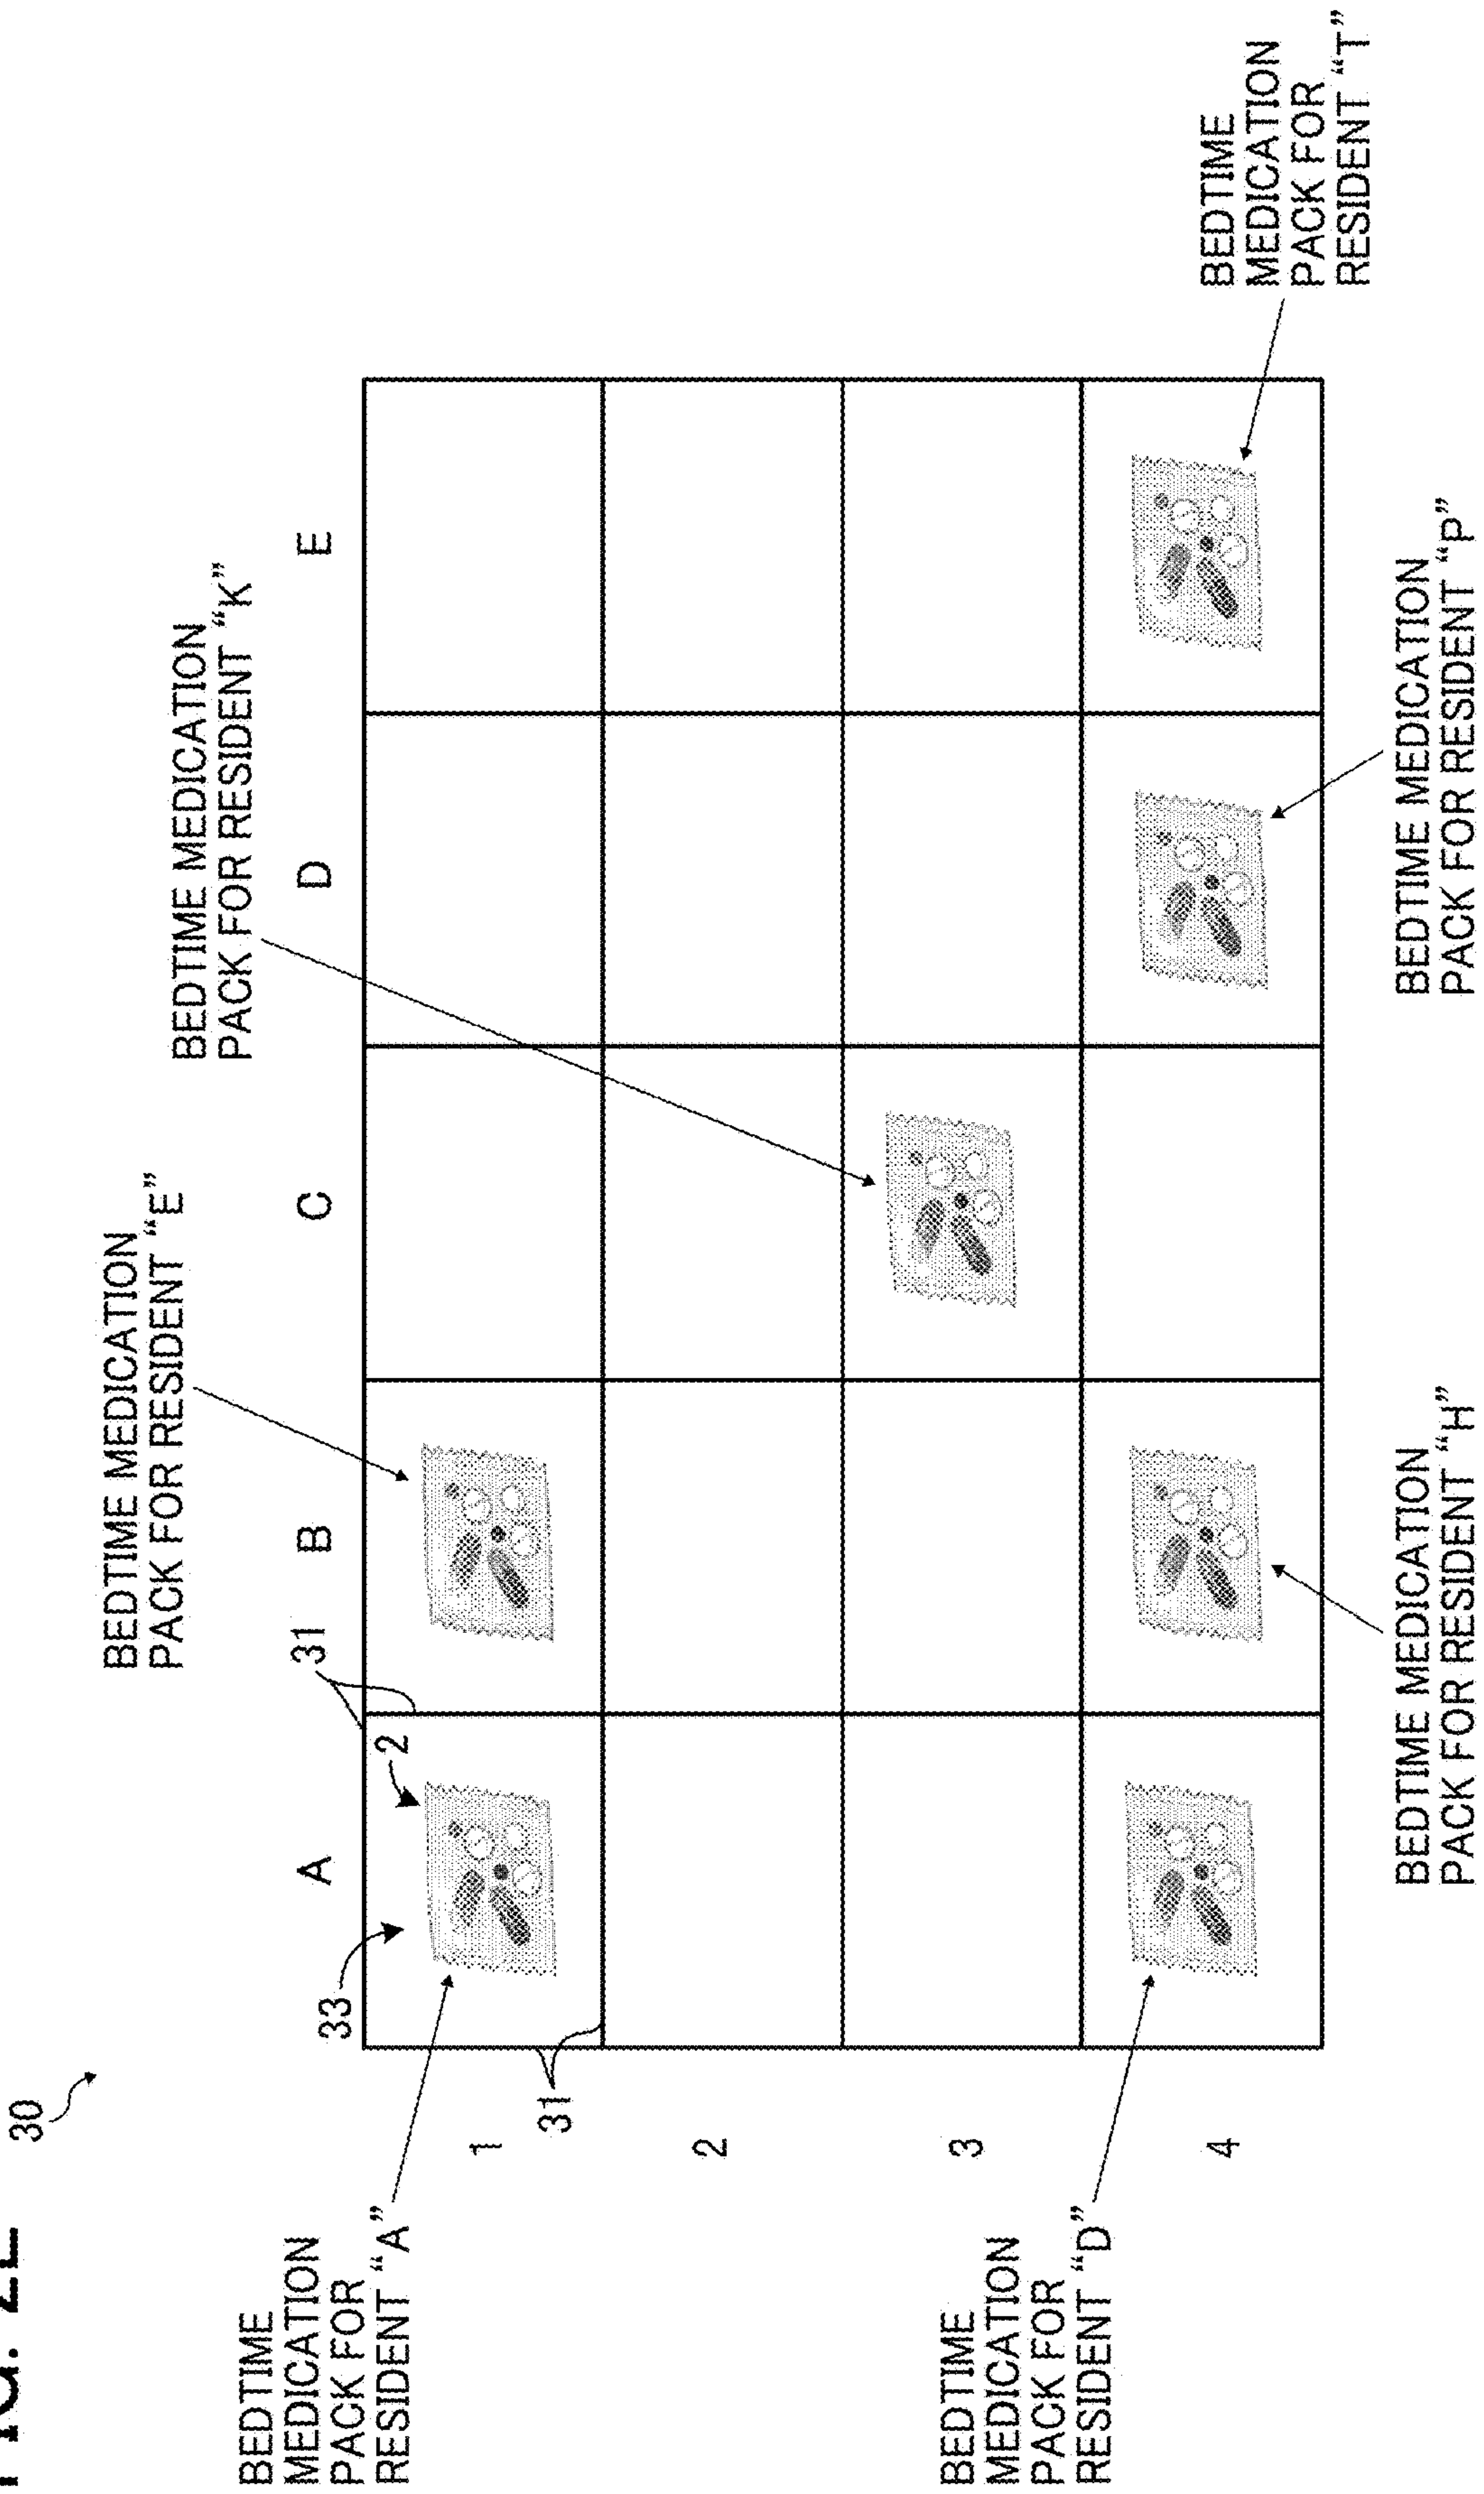 30
BEDTIME MEDICATION
PACK FOR RESIDENT “E”
BEDTIME MEDICATION
PACK FOR RESIDENT “K”
BEDTIME
MEDICATION
PACK FOR
RESIDENT “A”
33
31
A
B
C
D
E
2
1
31
2
3
4
BEDTIME
MEDICATION
PACK FOR
RESIDENT “D”
BEDTIME
MEDICATION
PACK FOR
RESIDENT “T”
BEDTIME MEDICATION
PACK FOR RESIDENT “H”
BEDTIME MEDICATION
PACK FOR RESIDENT “P”